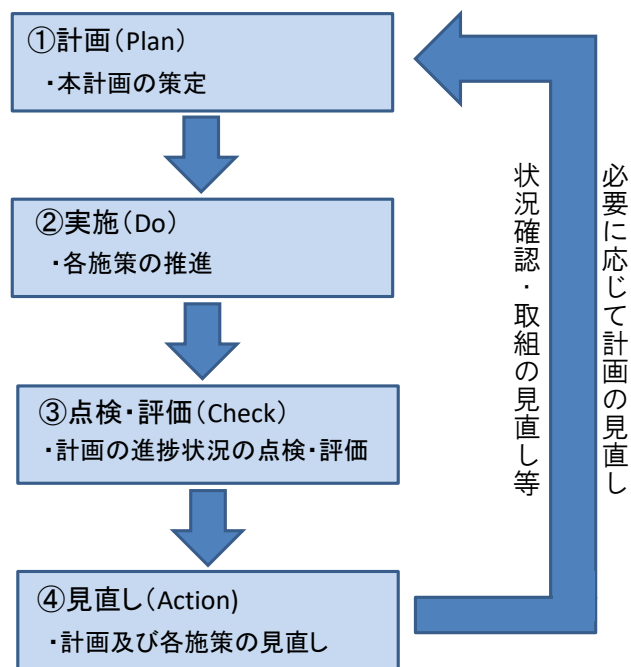 ①計画（Plan）
・本計画の策定
②実施（Do）
・各施策の推進
③点検・評価（Check）
・計画の進捗状況の点検・評価
④見直し（Action)
・計画及び各施策の見直し
必要に応じて計画の見直し
状況確認・取組の見直し等